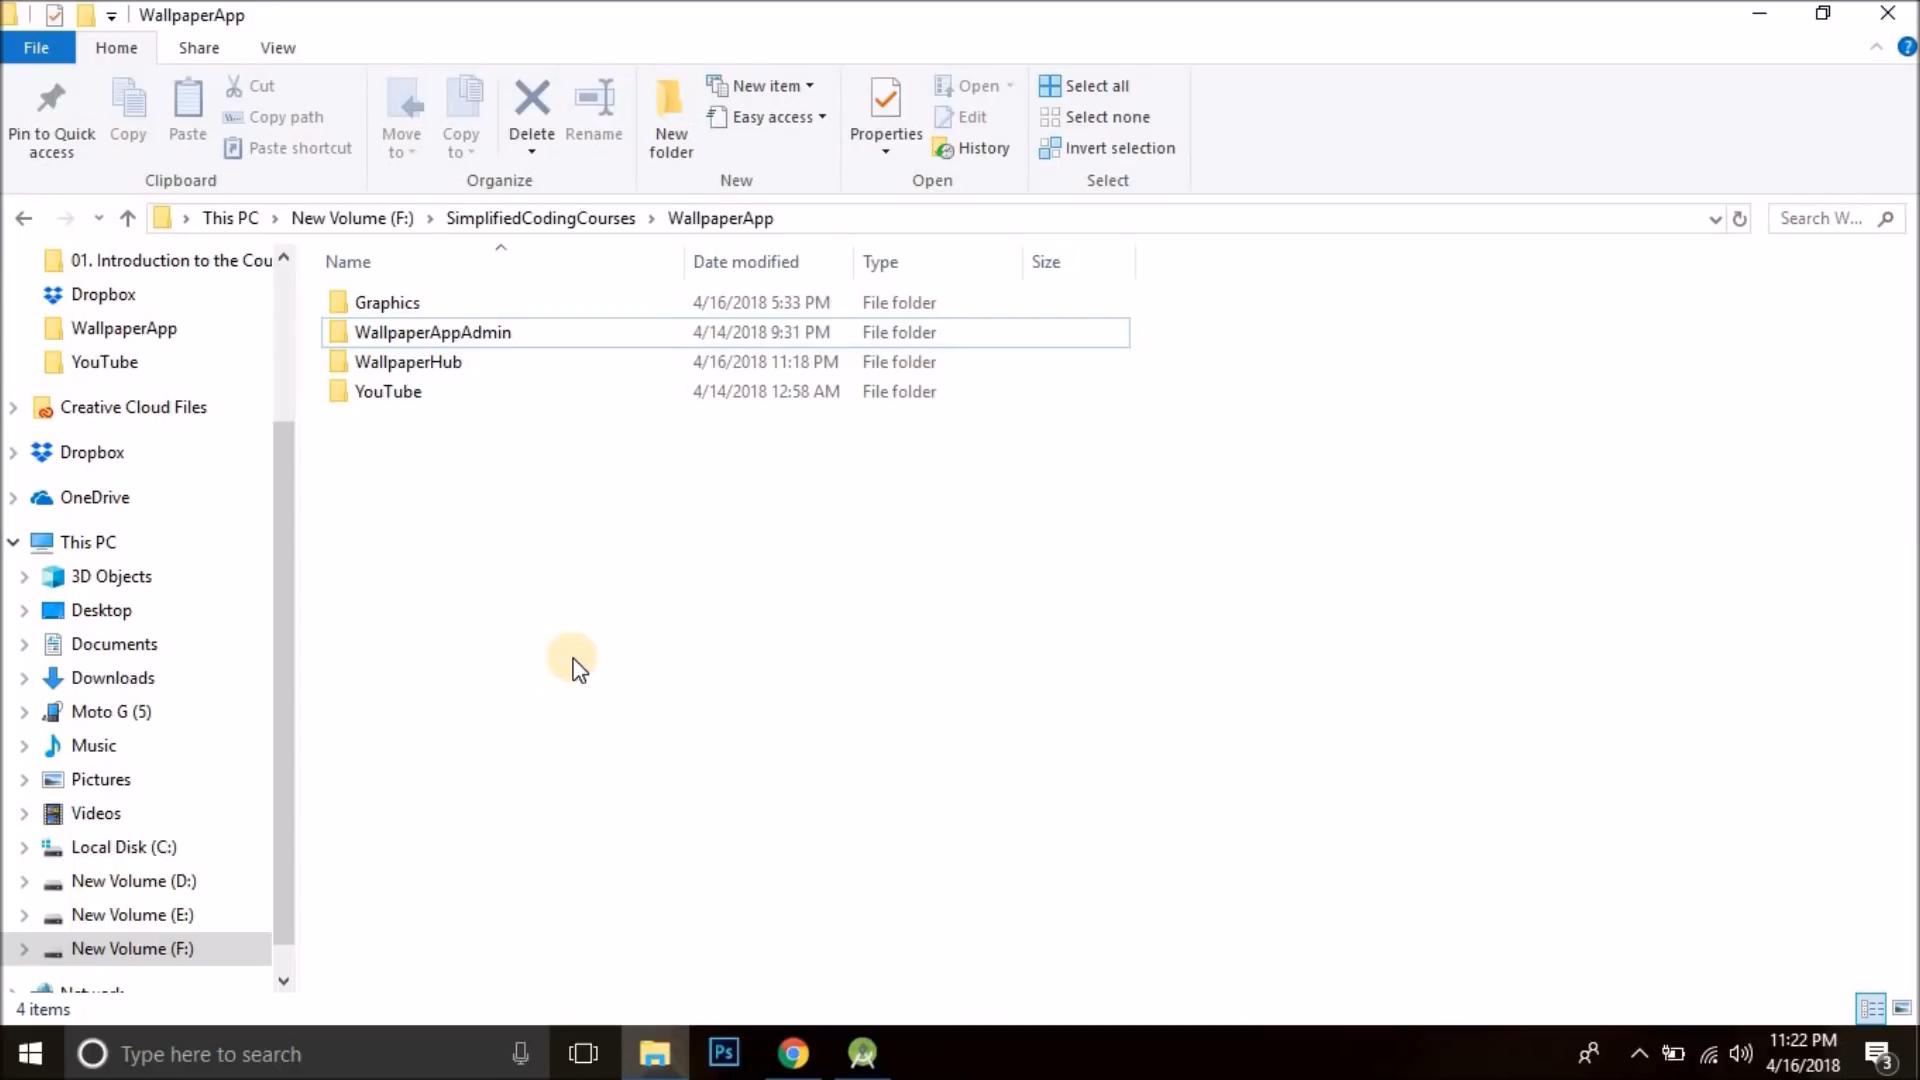 WallpaperApp
File Home Share View
Pin to Quick access
Copy
Paste
Cut
Copy path
Paste shortcut
Clipboard
Move to
Copy to
Delete
Rename
Organize
New folder
New item
Easy access
New
Properties
Open
Edit
History
Open
Select all
Select none
Invert selection
Select
This PC New Volume (F:) SimplifiedCodingCourses WallpaperApp
Search W...
01. Introduction to the Cou
Dropbox
WallpaperApp
YouTube
Creative Cloud Files
Dropbox
OneDrive
This PC
3D Objects
Desktop
Documents
Downloads
Moto G (5)
Music
Pictures
Videos
Local Disk (C:)
New Volume (D:)
New Volume (E:)
New Volume (F:)
Network
Name Date modified Type Size
Graphics 4/16/2018 5:33 PM File folder
WallpaperAppAdmin 4/14/2018 9:31 PM File folder
WallpaperHub 4/16/2018 11:18 PM File folder
YouTube 4/14/2018 12:58 AM File folder
4 items
Type here to search
Ps
11:22 PM
4/16/2018
3